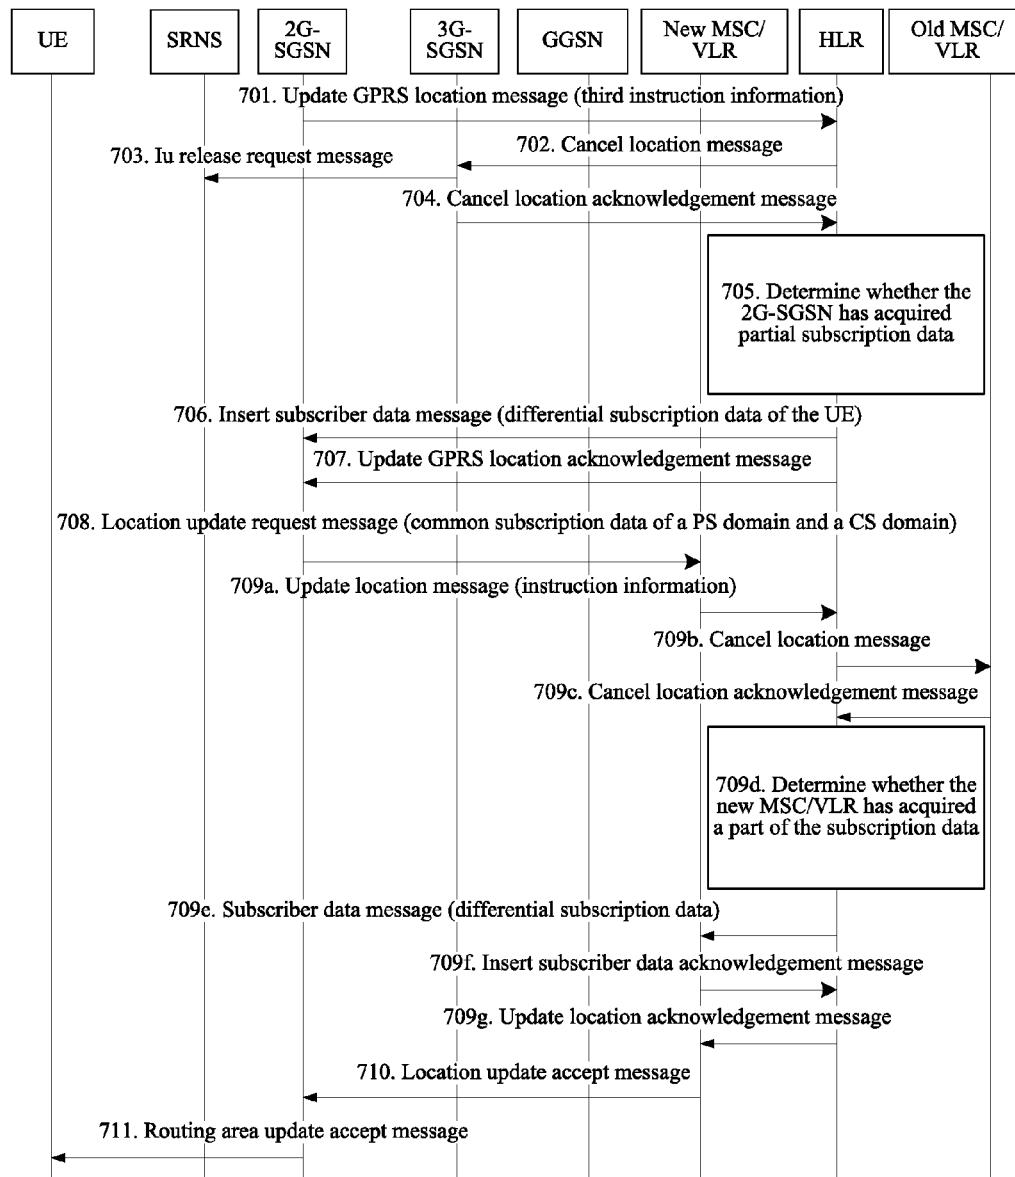 UE
SRNS
2G-
SGSN
3G-
SGSN
GGSN
New MSC/
VLR
HLR
Old MSC/
VLR
701. Update GPRS location message (third instruction information)
702. Cancel location message
703. Iu release request message
704. Cancel location acknowledgement message
705. Determine whether the
2G-SGSN has acquired
partial subscription data
706. Insert subscriber data message (differential subscription data of the UE)
707. Update GPRS location acknowledgement message
708. Location update request message (common subscription data of a PS domain and a CS domain)
709a. Update location message (instruction information)
709b. Cancel location message
709c. Cancel location acknowledgement message
709d. Determine whether the
new MSC/VLR has acquired
a part of the subscription data
709e. Subscriber data message (differential subscription data)
709f. Insert subscriber data acknowledgement message
709g. Update location acknowledgement message
710. Location update accept message
711. Routing area update accept message